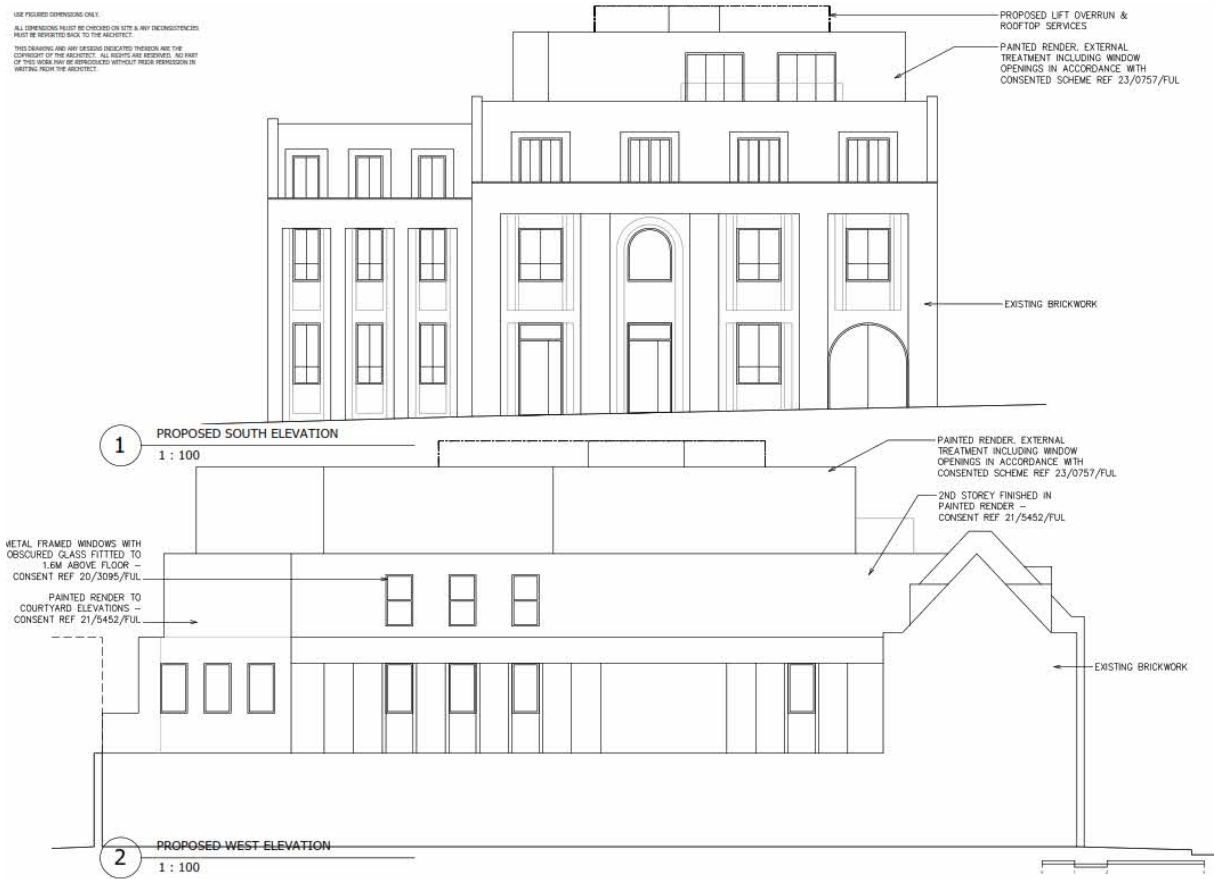 USE FIGURED DIMENSIONS ONLY.
ALL DIMENSIONS MUST BE CHECKED ON SITE & ANY INCONSISTENCIES
MUST BE REPORTED BACK TO THE ARCHITECT.
THIS DRAWING AND ANY DESIGNS INDICATED THEREON ARE THE
COPYRIGHT OF THE ARCHITECT. ALL RIGHTS ARE RESERVED. NO PART
OF THIS WORK MAY BE REPRODUCED WITHOUT PRIOR PERMISSION IN
WRITING FROM THE ARCHITECT.
PROPOSED LIFT OVERRUN &
ROOFTOP SERVICES
PAINTED RENDER. EXTERNAL
TREATMENT INCLUDING WINDOW
OPENINGS IN ACCORDANCE WITH
CONSENTED SCHEME REF 23/0757/FUL
EXISTING BRICKWORK
1
PROPOSED SOUTH ELEVATION
1 : 100
PAINTED RENDER. EXTERNAL
TREATMENT INCLUDING WINDOW
OPENINGS IN ACCORDANCE WITH
CONSENTED SCHEME REF 23/0757/FUL
2ND STOREY FINISHED IN
PAINTED RENDER –
CONSENT REF 21/5452/FUL
METAL FRAMED WINDOWS WITH
OBSCURED GLASS FITTTED TO
1.6M ABOVE FLOOR –
CONSENT REF 20/3095/FUL
PAINTED RENDER TO
COURTYARD ELEVATIONS –
CONSENT REF 21/5452/FUL
EXISTING BRICKWORK
2
PROPOSED WEST ELEVATION
1 : 100